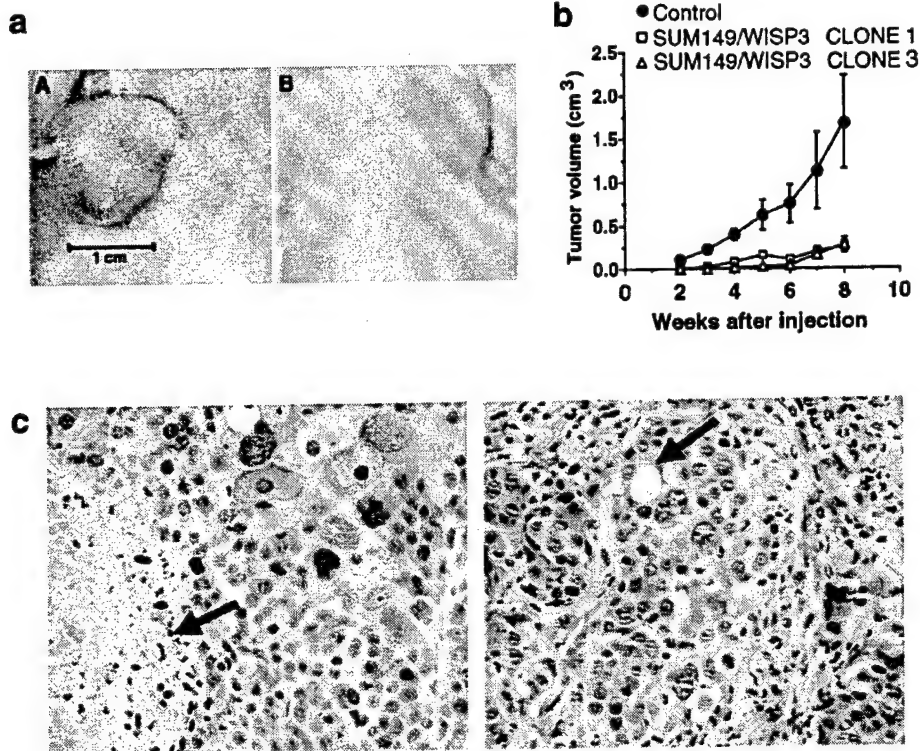 a
A
B
1 cm
b
Control
SUM149/WISP3 CLONE 1
SUM149/WISP3 CLONE 3
Tumor volume (cm3)
2.5
2.0
1.5
1.0
0.5
0.0
0 2 4 6 8 10
Weeks after injection
c